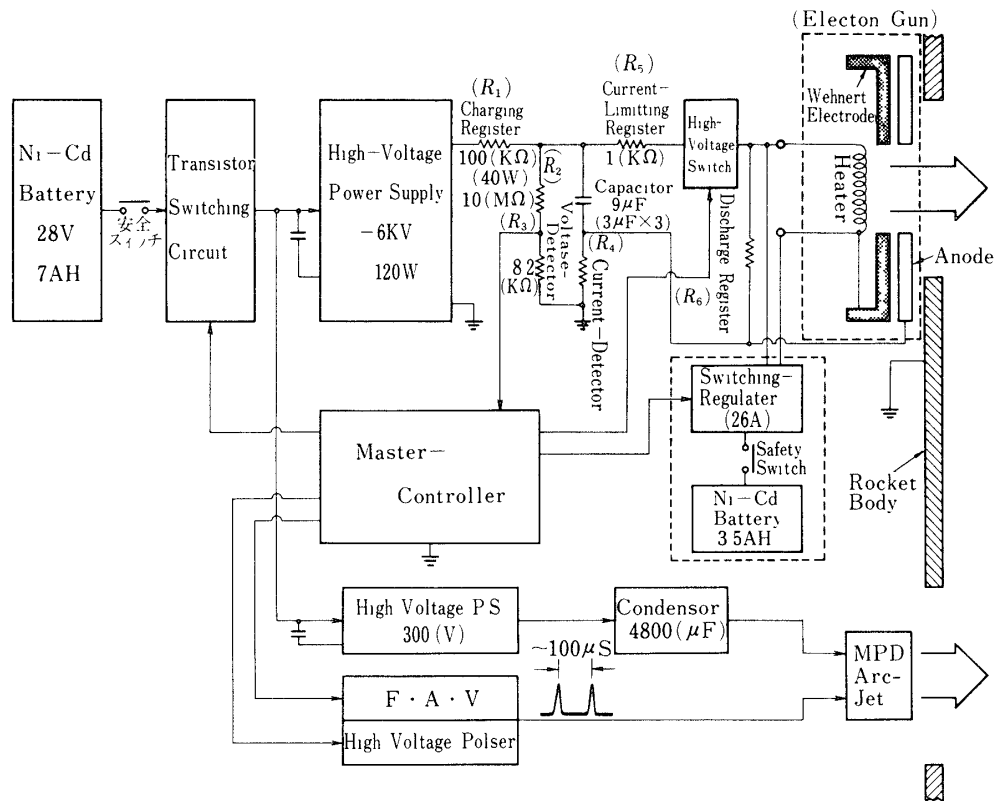 (Electon Gun)
Wehnert
Electrode
Heater
Anode
Rocket
Body
Ni-Cd
Battery
28V
7AH
安全
スイッチ
Transistor
Switching
Circuit
High-Voltage
Power Supply
-6KV
120W
(R₁)
Charging
Register
100(KΩ)
(40W)
(R₂)
10(MΩ)
(R₃)
82
(KΩ)
Voltase-
Detector
(R₅)
Current-
Limitting
Register
1(KΩ)
Capacitor
9μF
(3μF×3)
(R₄)
Current-Detector
High-
Voltage
Switch
Discharge Register
(R₆)
Switching-
Regulater
(26A)
Safety
Switch
Ni-Cd
Battery
35AH
Master-
Controller
High Voltage PS
300(V)
Condensor
4800(μF)
~100μS
F・A・V
High Voltage Polser
MPD
Arc-
Jet